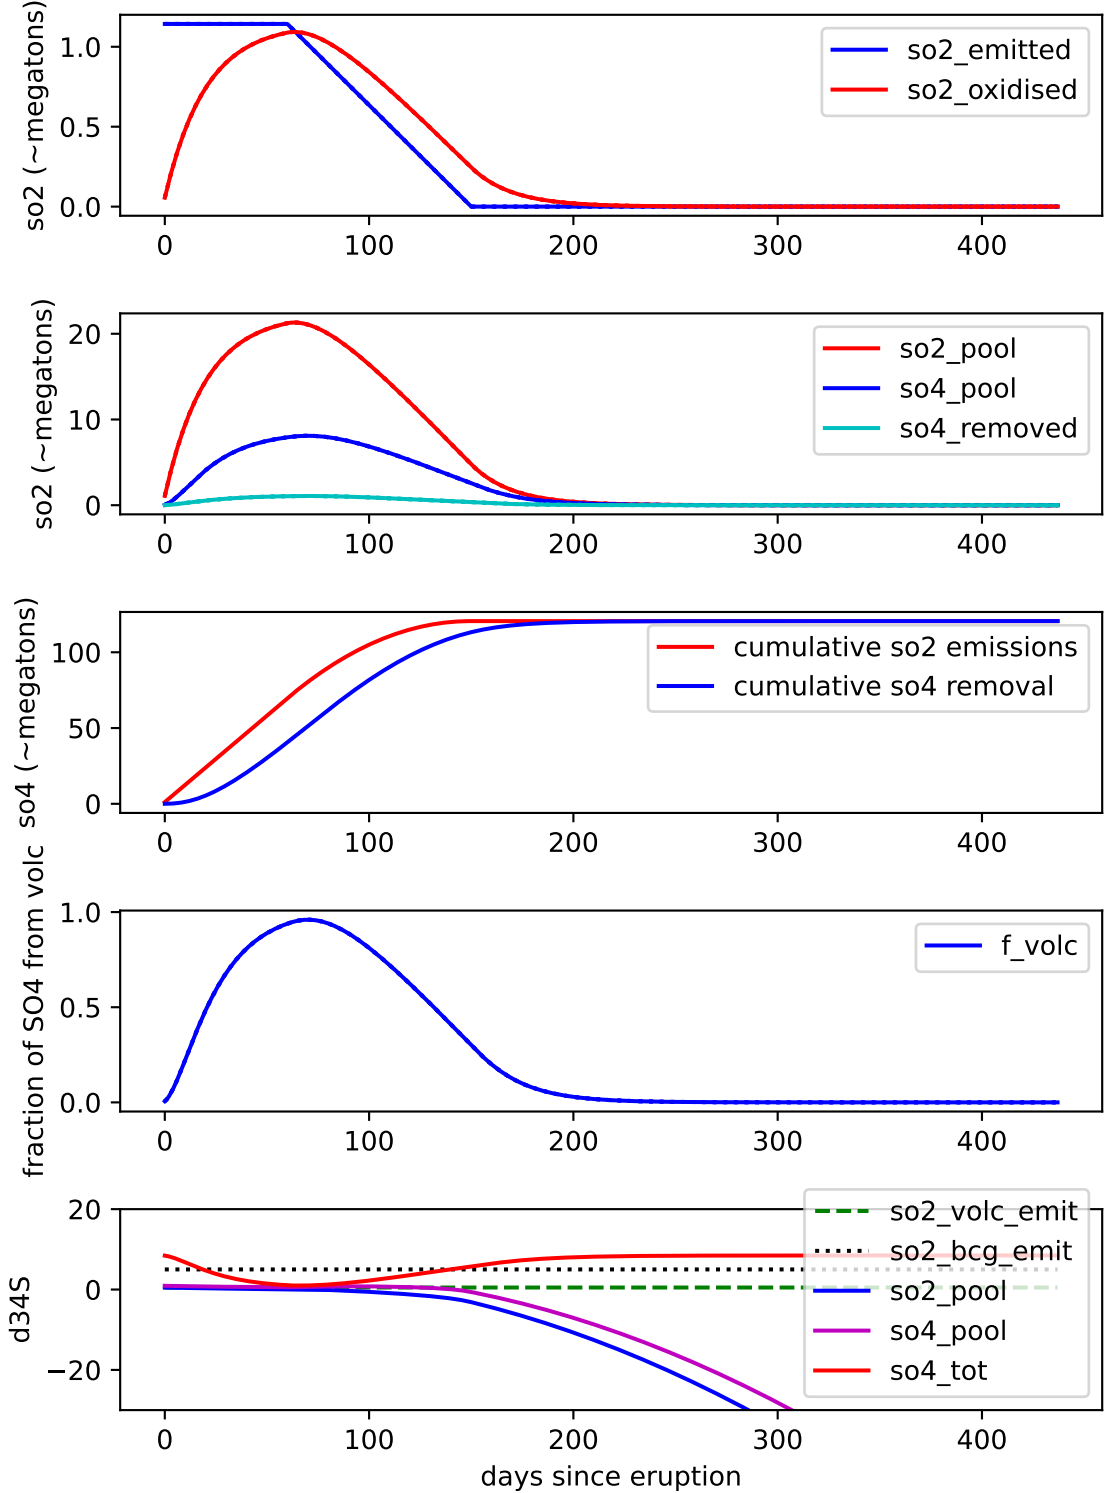 so2 (~megatons)
1.0
0.5
0.0
so2_emitted
so2_oxidised
0 100 200 300 400
so2 (~megatons)
20
10
0
so2_pool
so4_pool
so4_removed
0 100 200 300 400
so4 (~megatons)
100
50
0
cumulative so2 emissions
cumulative so4 removal
0 100 200 300 400
fraction of SO4 from volc
1.0
0.5
0.0
f_volc
0 100 200 300 400
d34S
20
0
−20
so2_volc_emit
so2_bcg_emit
so2_pool
so4_pool
so4_tot
0 100 200 300 400
days since eruption